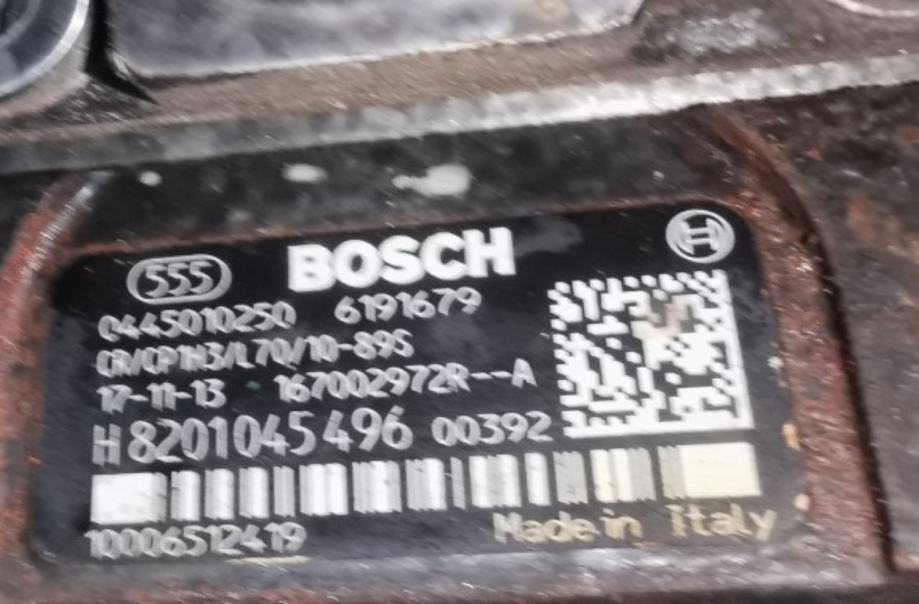 555 BOSCH
0445010250 6191679
CR/CP1H3/L70/10-89S
17-11-13 167002972R--A
H8201045496 00392
10006512419
Made in Italy